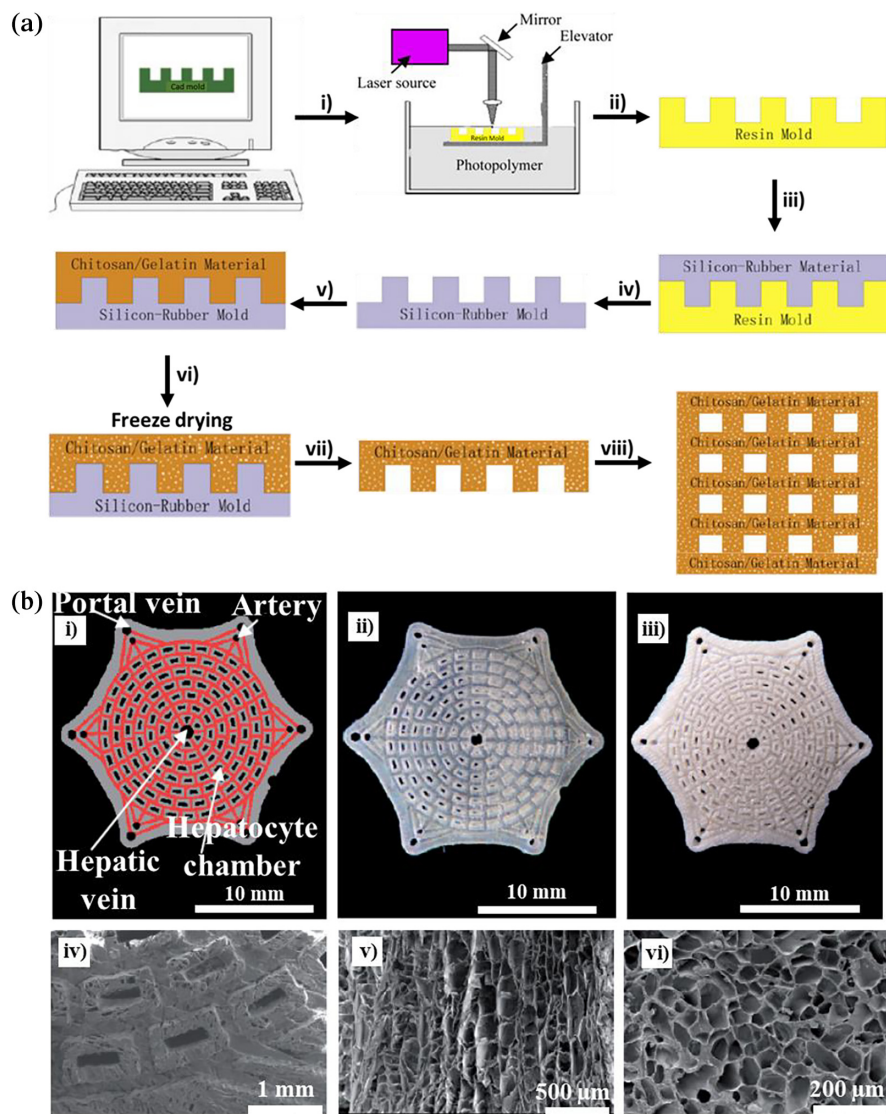 (a)
Cad mold
i)
Laser source
Mirror
Elevator
Resin Mold
Photopolymer
ii)
Resin Mold
iii)
Chitosan/Gelatin Material
Silicon-Rubber Mold
v)
Silicon-Rubber Mold
iv)
Silicon-Rubber Material
Resin Mold
vi)
Freeze drying
Chitosan/Gelatin Material
Silicon-Rubber Mold
vii)
Chitosan/Gelatin Material
viii)
Chitosan/Gelatin Material
Chitosan/Gelatin Material
Chitosan/Gelatin Material
Chitosan/Gelatin Material
Chitosan/Gelatin Material
(b)
i)
Portal vein
Artery
Hepatic
vein
Hepatocyte
chamber
10 mm
ii)
10 mm
iii)
10 mm
iv)
1 mm
v)
500 μm
vi)
200 μm